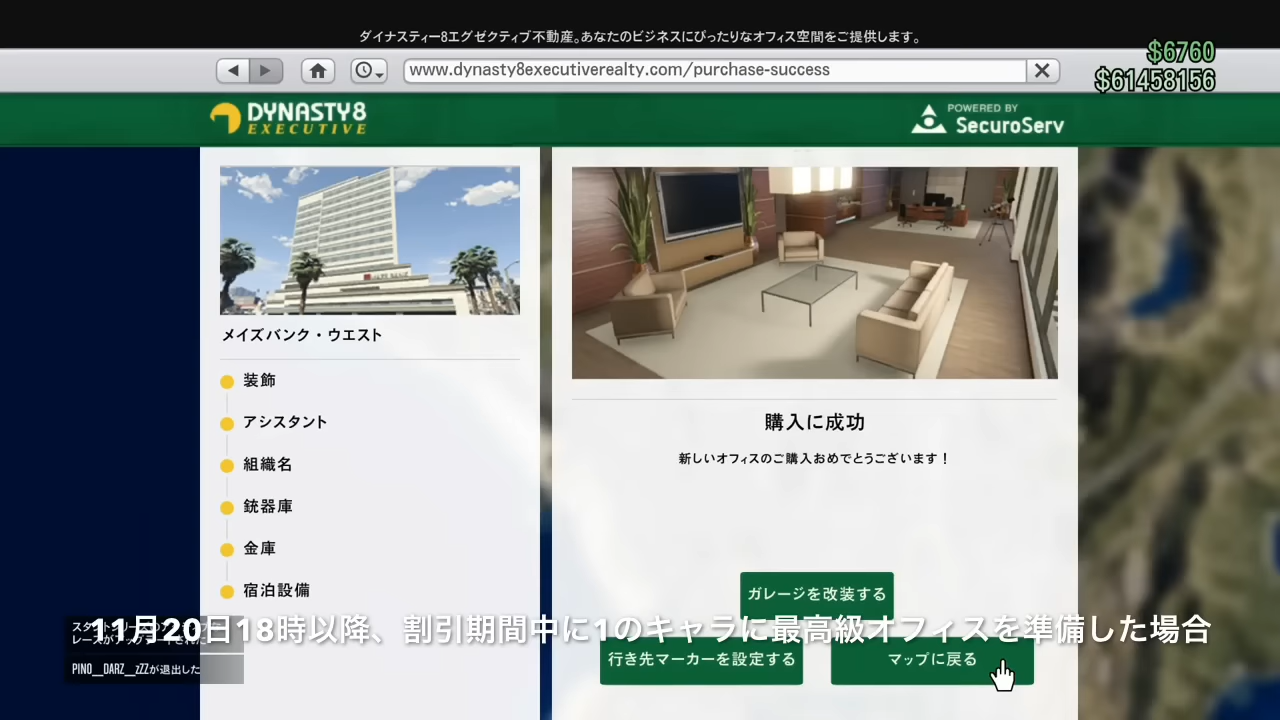 ダイナスティー8エグゼクティブ不動産。あなたのビジネスにぴったりなオフィス空間をご提供します。
$6760
$61458156
www.dynasty8executiverealty.com/purchase-success
DYNASTY 8
EXECUTIVE
POWERED BY
SecuroServ
メイズバンク・ウエスト
装飾
アシスタント
組織名
銃器庫
金庫
宿泊設備
購入に成功
新しいオフィスのご購入おめでとうございます！
ガレージを改装する
11月20日18時以降、割引期間中に1のキャラに最高級オフィスを準備した場合
行き先マーカーを設定する
マップに戻る
PINO__DARZ__zZZが退出した